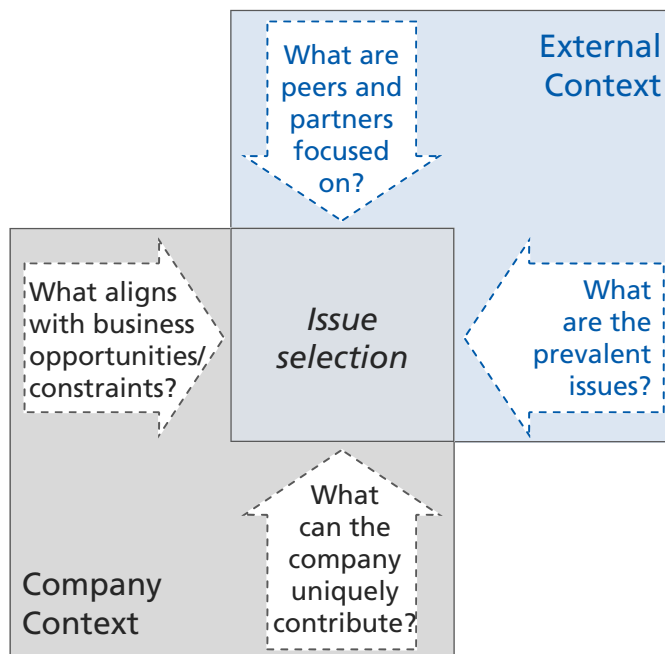 What are
peers and
partners
focused
on?
External
Context
What aligns
with business
opportunities/
constraints?
Issue
selection
What
are the
prevalent
issues?
What
can the
company
uniquely
contribute?
Company
Context